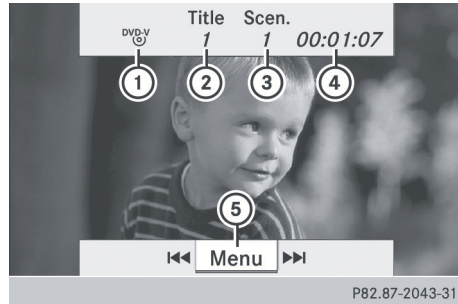 Title Scen.
DVD-V 1 1 00:01:07
1 2 3 4
5
Menu
P82.87-2043-31